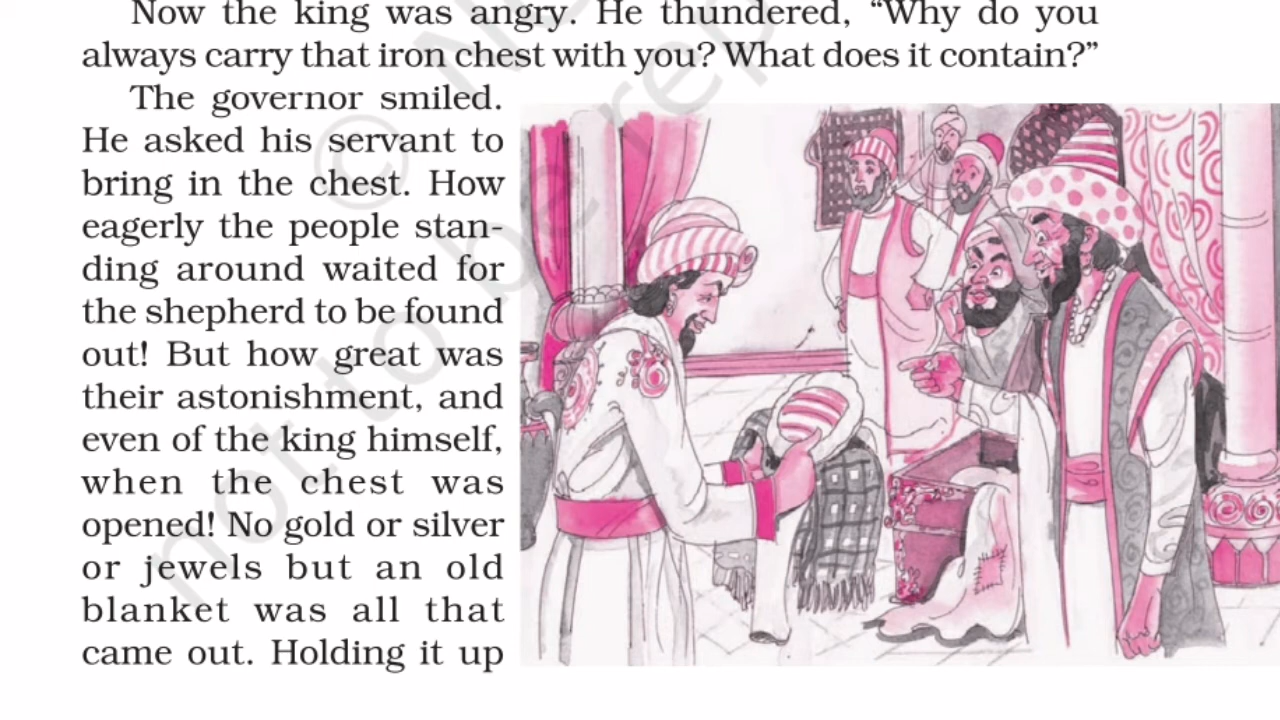 Now the king was angry. He thundered, “Why do you
always carry that iron chest with you? What does it contain?”
The governor smiled.
He asked his servant to
bring in the chest. How
eagerly the people stan-
ding around waited for
the shepherd to be found
out! But how great was
their astonishment, and
even of the king himself,
when the chest was
opened! No gold or silver
or jewels but an old
blanket was all that
came out. Holding it up
© N
not to be rep